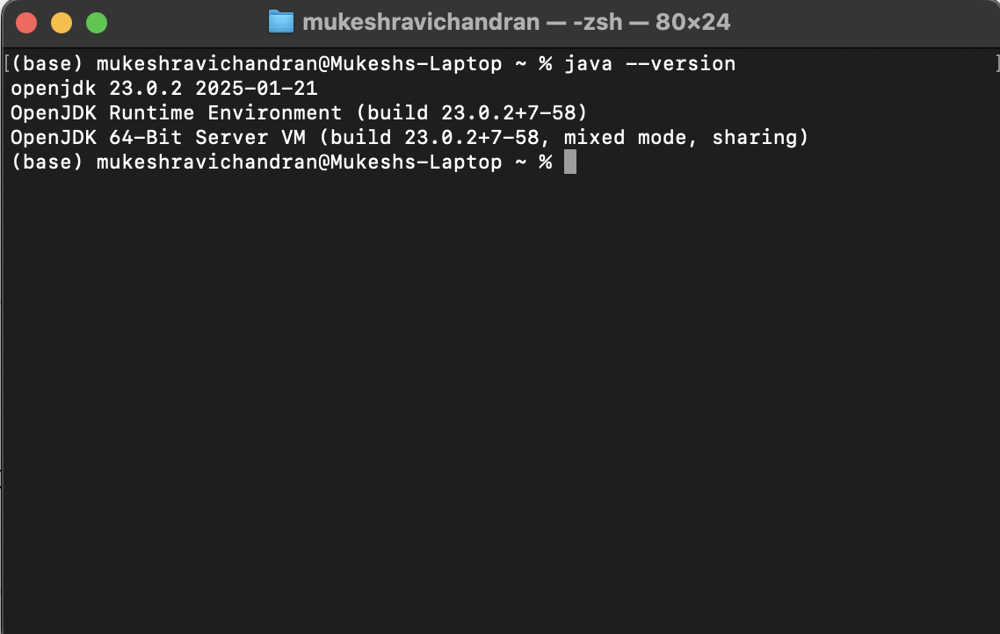 mukeshravichandran — -zsh — 80×24
[(base) mukeshravichandran@Mukeshs-Laptop ~ % java --version ]
openjdk 23.0.2 2025-01-21
OpenJDK Runtime Environment (build 23.0.2+7-58)
OpenJDK 64-Bit Server VM (build 23.0.2+7-58, mixed mode, sharing)
(base) mukeshravichandran@Mukeshs-Laptop ~ %